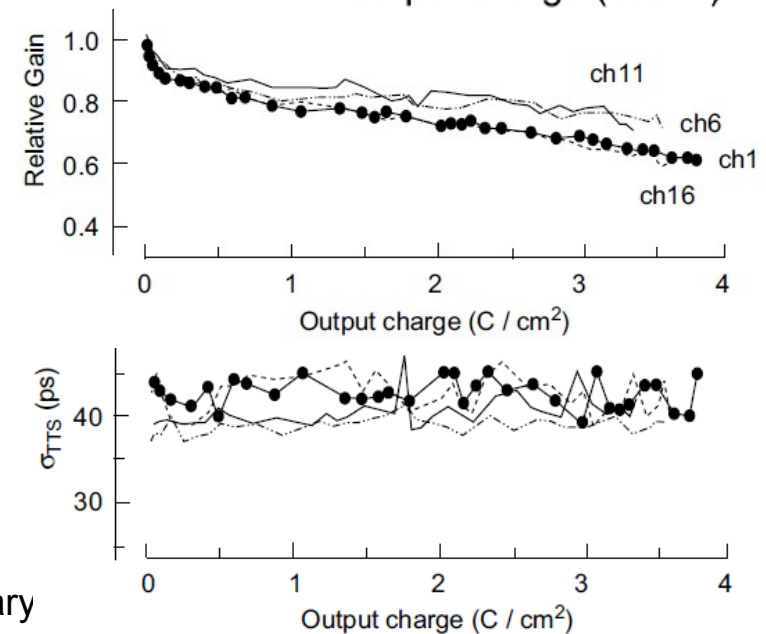 1.0
0.8
0.6
0.4
Relative Gain
ch11
ch6
ch1
ch16
0 1 2 3 4
Output charge (C / cm²)
40
30
σTTS (ps)
0 1 2 3 4
Output charge (C / cm²)